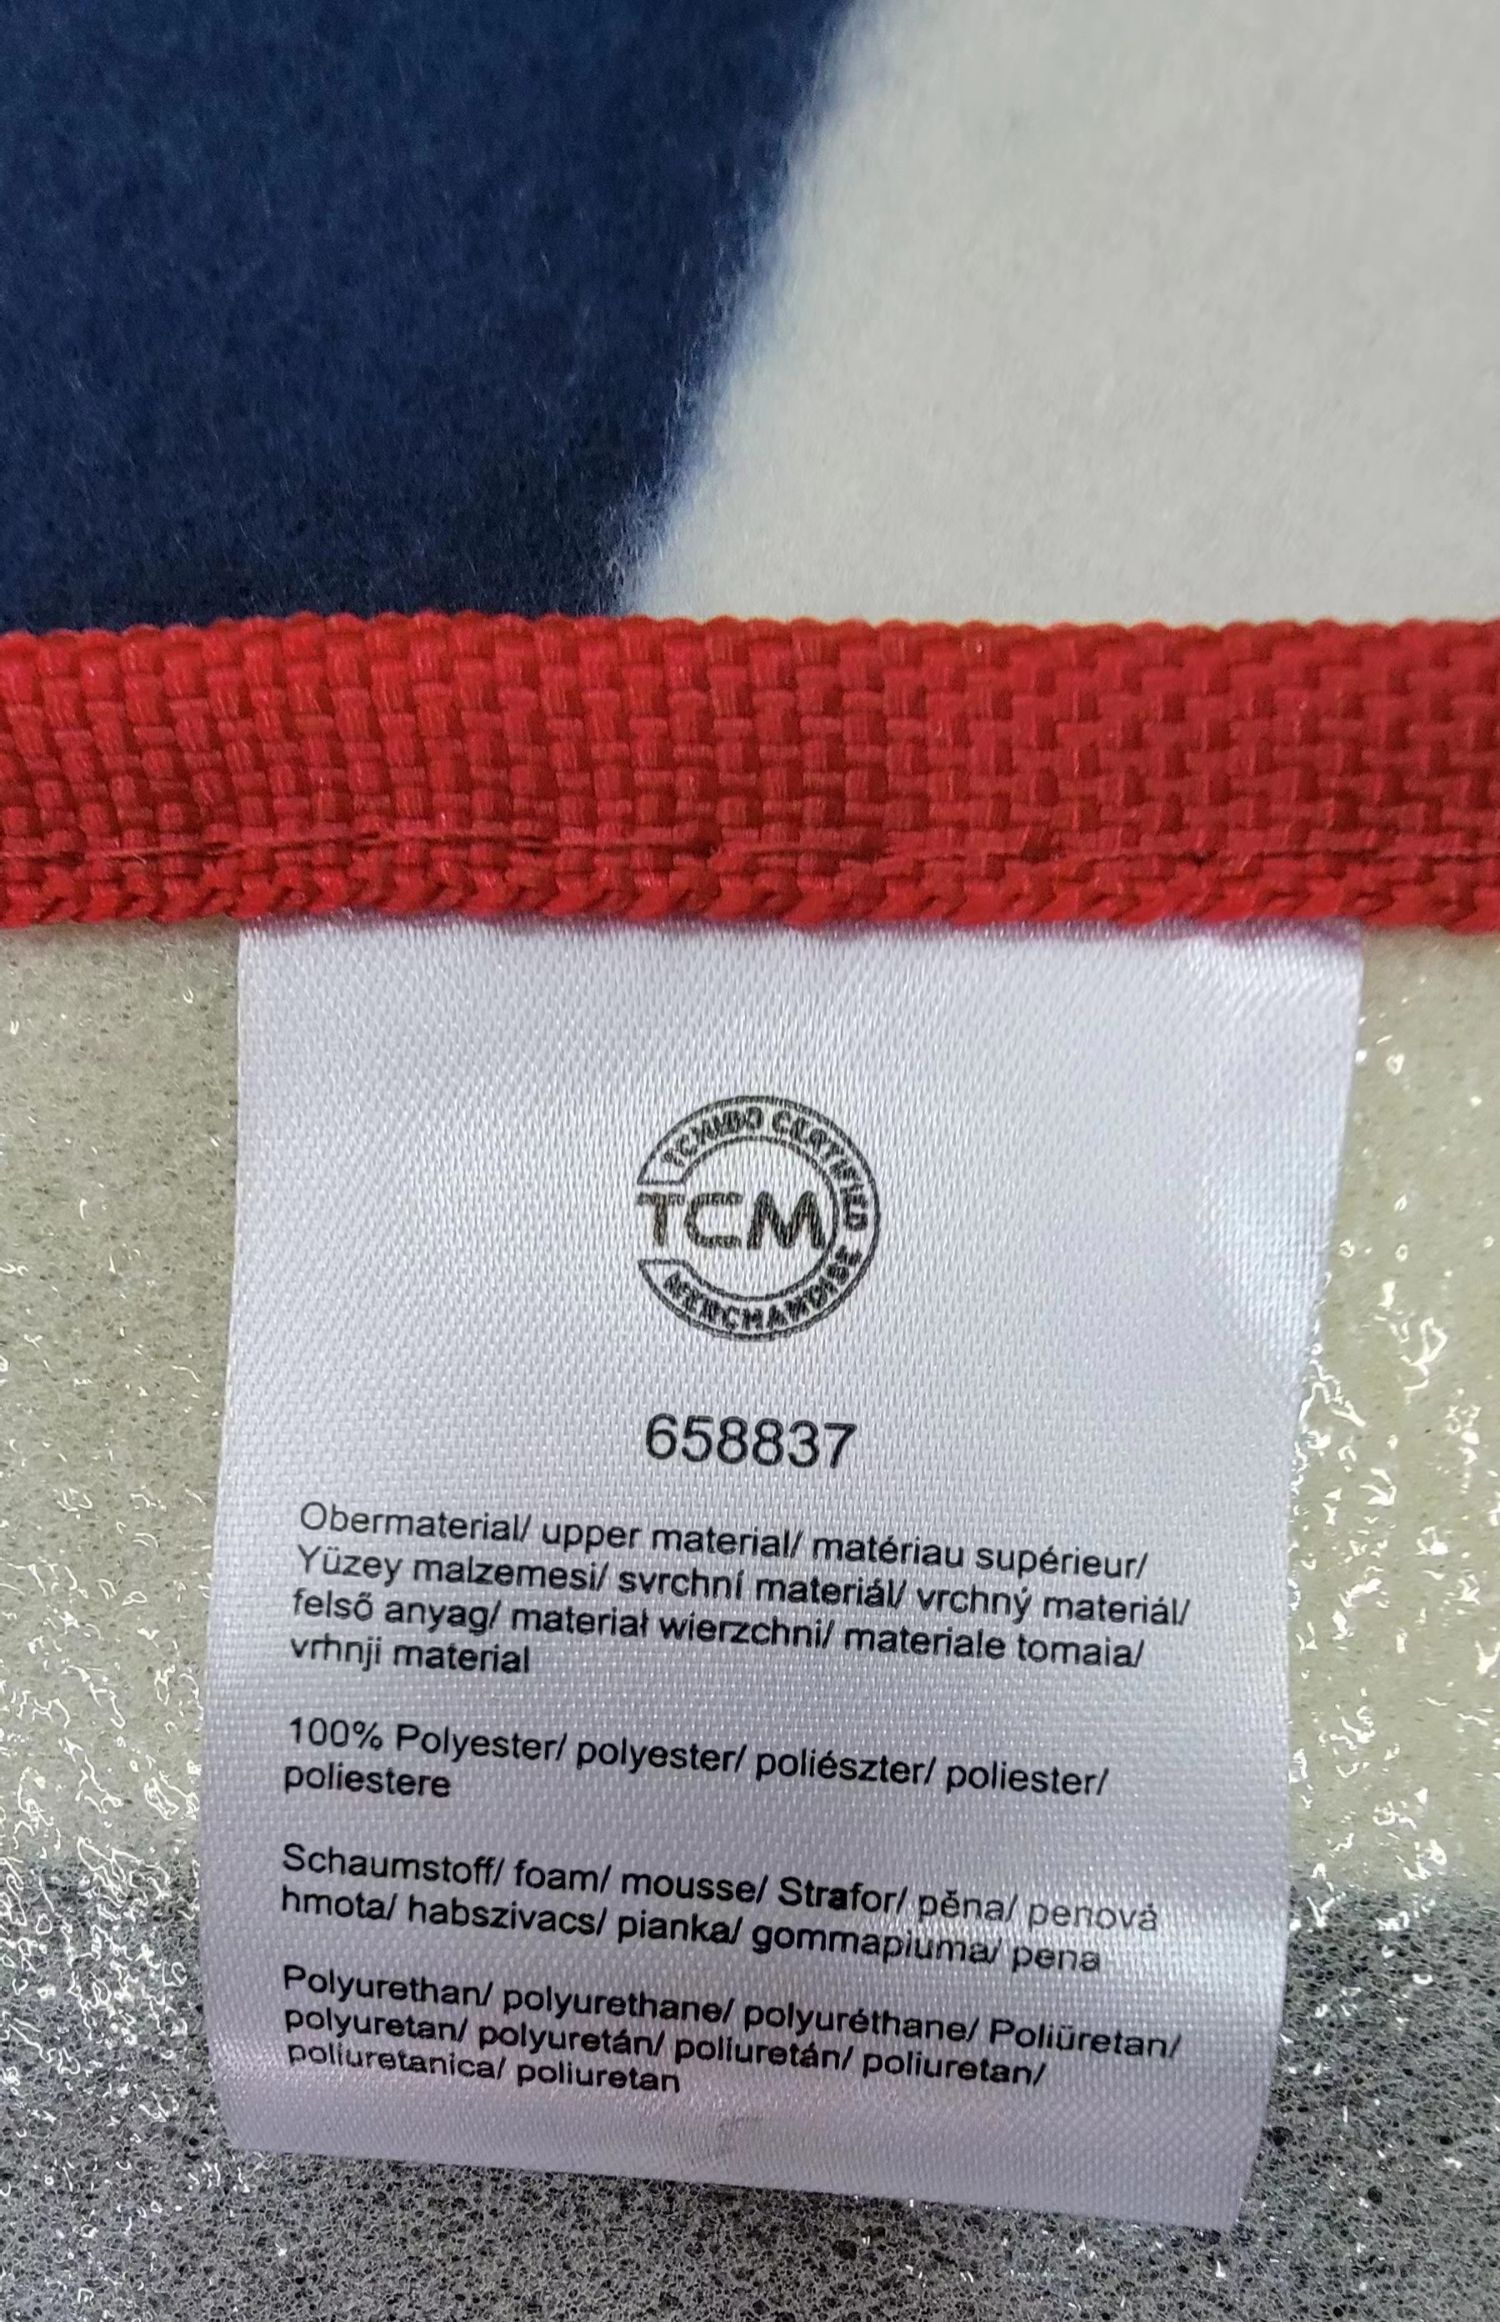 TCHIBO CERTIFIED
TCM
MERCHANDISE
658837
Obermaterial/ upper material/ matériau supérieur/
Yüzey malzemesi/ svrchní materiál/ vrchný materiál/
felső anyag/ materiał wierzchni/ materiale tomaia/
vrhnji material
100% Polyester/ polyester/ poliészter/ poliester/
poliestere
Schaumstoff/ foam/ mousse/ Strafor/ pěna/ penová
hmota/ habszivacs/ pianka/ gommapiuma/ pena
Polyurethan/ polyurethane/ polyuréthane/ Poliüretan/
polyuretan/ polyuretán/ poliuretán/ poliuretan/
poliuretanica/ poliuretan